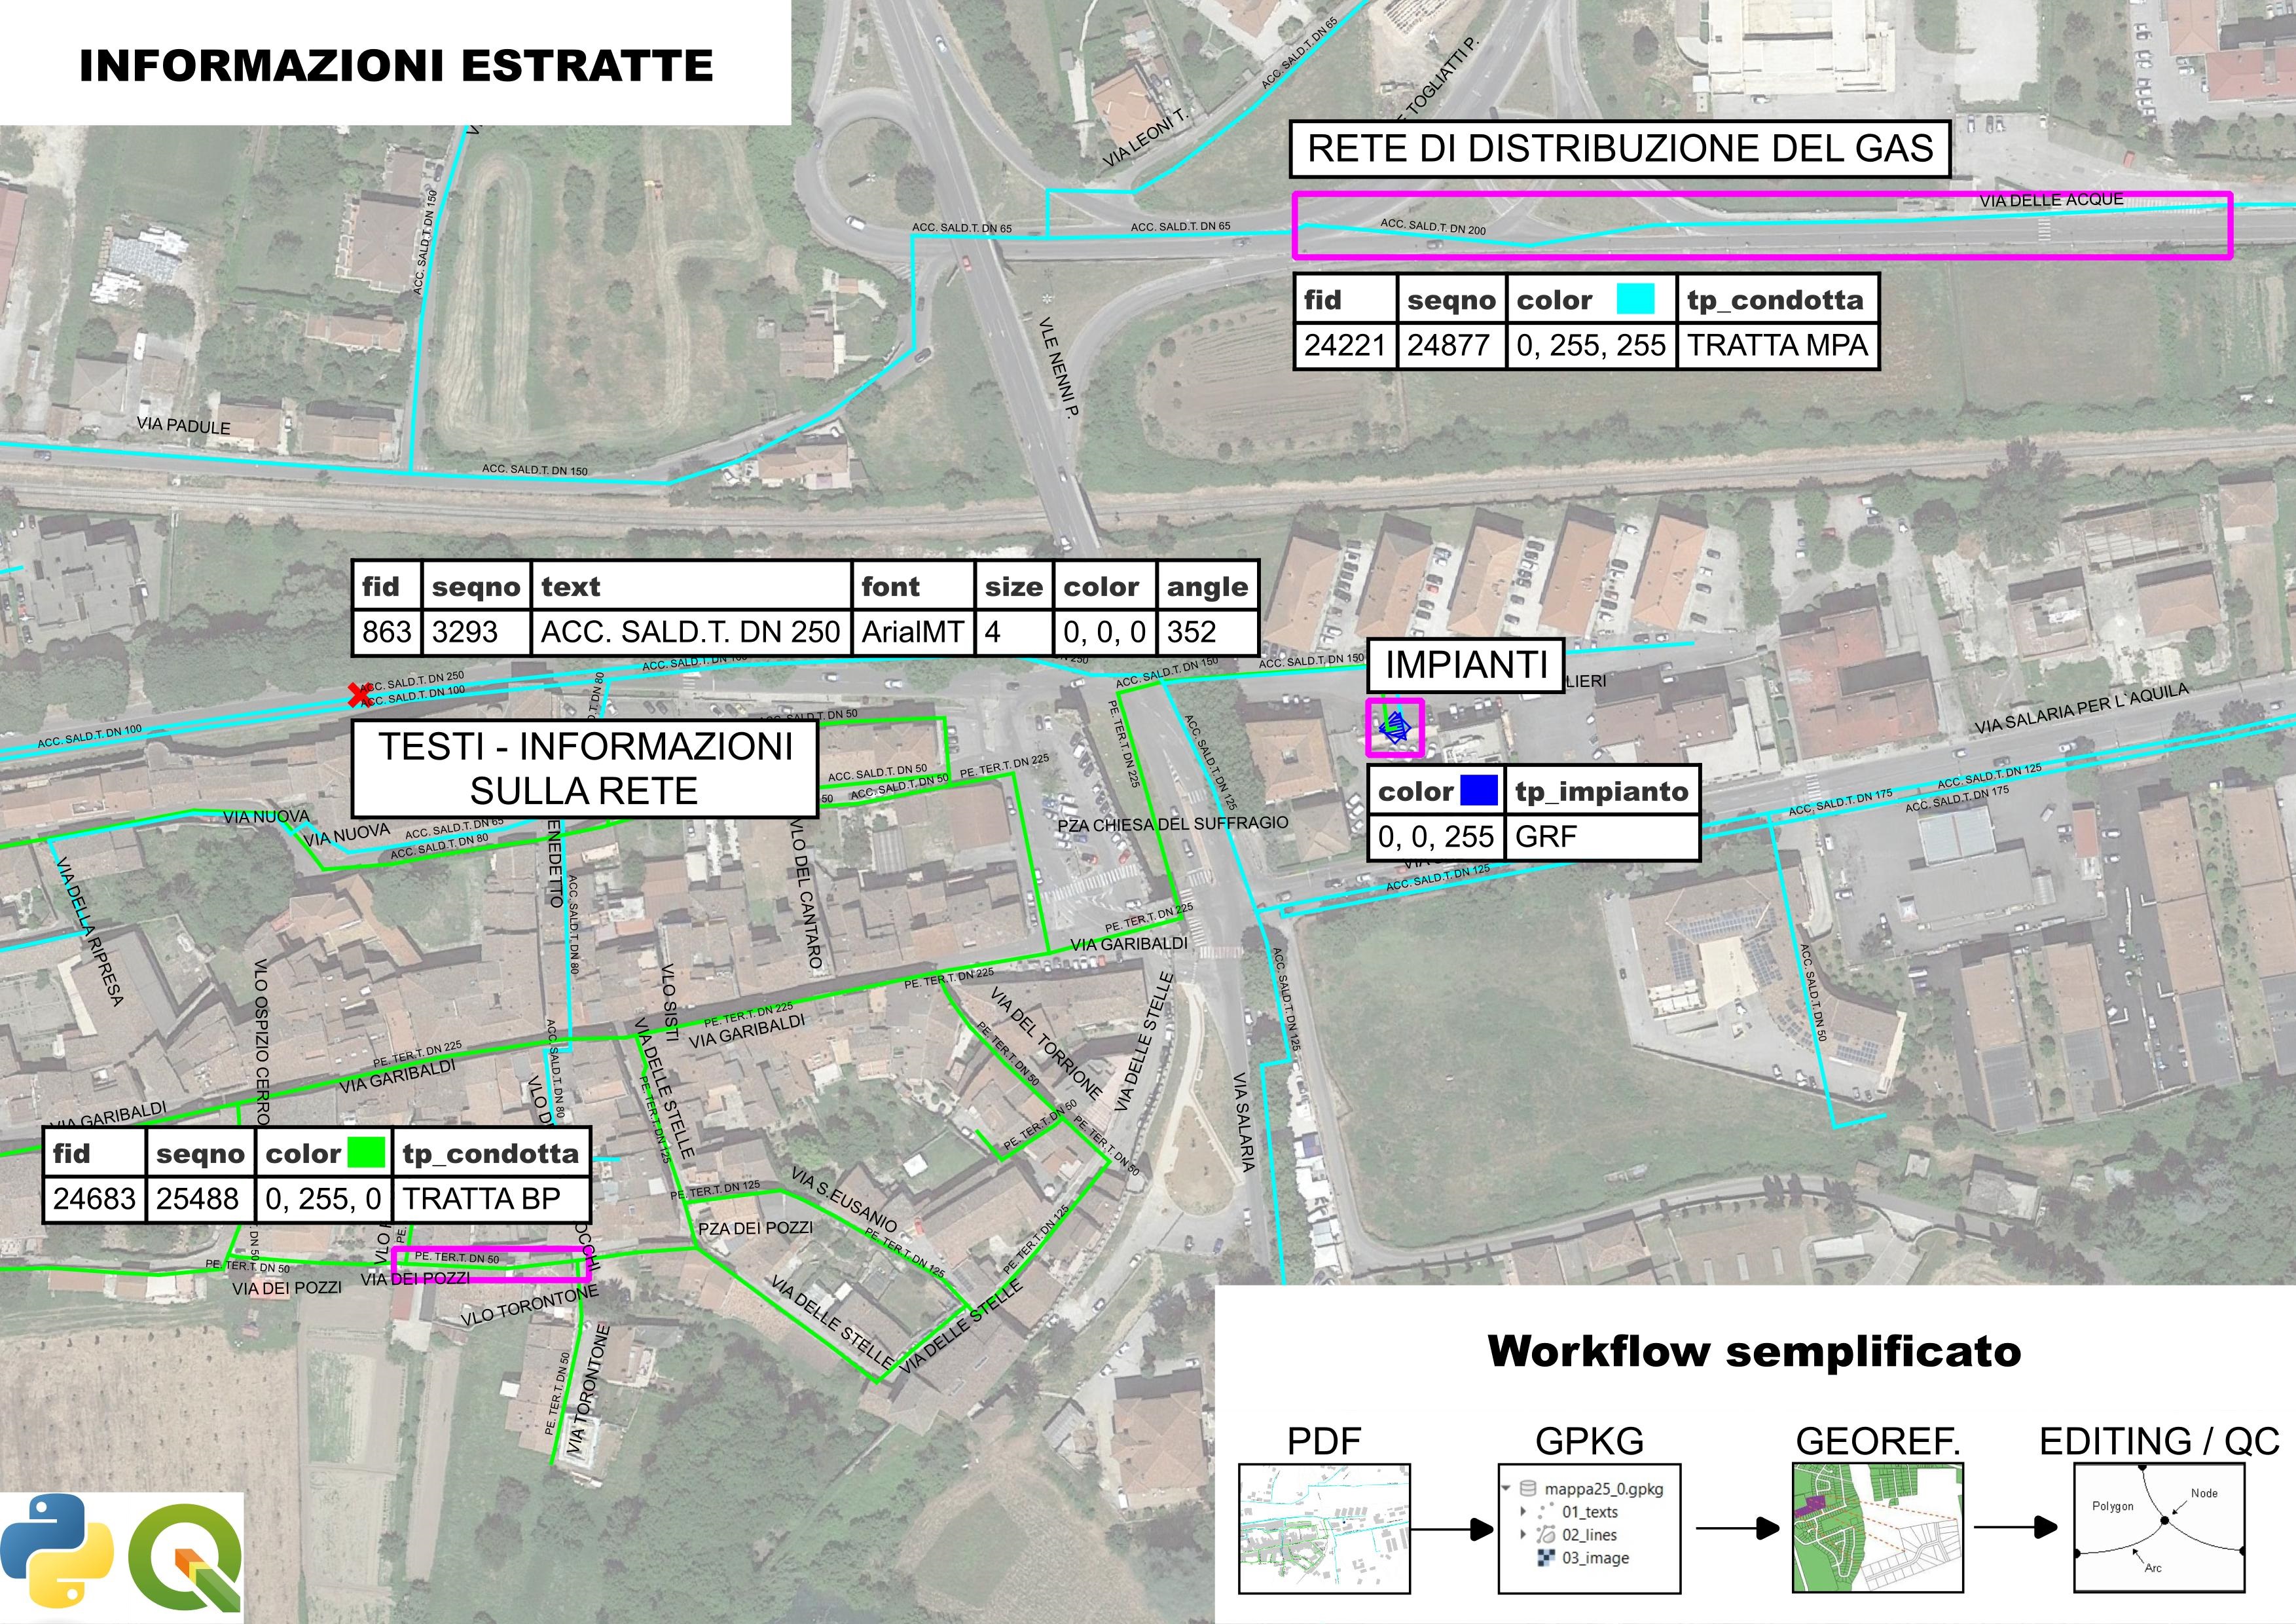 INFORMAZIONI ESTRATTE
ACC. SALD.T. DN 65
VIA LEONI T.
TOGLIATTI P.
RETE DI DISTRIBUZIONE DEL GAS
VIA DELLE ACQUE
ACC. SALD.T. DN 150
ACC. SALD.T. DN 65
ACC. SALD.T. DN 65
ACC. SALD.T. DN 200
fid seqno color tp_condotta
24221 24877 0, 255, 255 TRATTA MPA
VLE NENNI P.
VIA PADULE
ACC. SALD.T. DN 150
fid seqno text font size color angle
863 3293 ACC. SALD.T. DN 250 ArialMT 4 0, 0, 0 352
ACC. SALD.T. DN 250
ACC. SALD.T. DN 100
ACC. SALD.T. DN 100
ACC. SALD.T. DN 150
ACC. SALD.T. DN 150
IMPIANTI
LIERI
VIA SALARIA PER L'AQUILA
TESTI - INFORMAZIONI
SULLA RETE
DN 50
ACC. SALD.T. DN 50
ACC. SALD.T. DN 50
PE. TER.T. DN 225
PE. TER.T. DN 225
ACC. SALD.T. DN 125
color tp_impianto
0, 0, 255 GRF
ACC. SALD.T. DN 125
ACC. SALD.T. DN 175
ACC. SALD.T. DN 175
ACC. SALD.T. DN 125
VIA NUOVA
VIA NUOVA
ACC. SALD.T. DN 65
ACC. SALD.T. DN 80
PZA CHIESA DEL SUFFRAGIO
VIA DELLA RIPRESA
ENEDETTO
ACC. SALD.T. DN 80
VLO DEL CANTARO
PE. TER.T. DN 225
VIA GARIBALDI
ACC. SALD.T. DN 125
ACC. SALD.T. DN 50
VLO OSPIZIO CERRO
VLO SISTI
PE. TER.T. DN 225
PE. TER.T. DN 225
VIA GARIBALDI
PE. TER.T. DN 225
VIA GARIBALDI
VIA GARIBALDI
ACC. SALD.T. DN 80
VIA DELLE STELLE
PE. TER.T. DN 125
VIA DEL TORRIONE
PE. TER.T. DN 50
VIA DELLE STELLE
PE. TER.T. DN 50
PE. TER.T. DN 50
VIA SALARIA
fid seqno color tp_condotta
24683 25488 0, 255, 0 TRATTA BP
PE. TER.T. DN 125
VIA S.EUSANIO
PZA DEI POZZI
PE. TER.T. DN 125
PE. TER.T. DN 125
PE. TER.T. DN 50
PE. TER.T. DN 50
VIA DEI POZZI
VIA DEI POZZI
VLO TORONTONE
VIA DELLE STELLE
VIA DELLE STELLE
PE. TER.T. DN 50
VIA TORONTONE
Workflow semplificato
PDF GPKG GEOREF. EDITING / QC
mappa25_0.gpkg
01_texts
02_lines
03_image
Polygon
Node
Arc